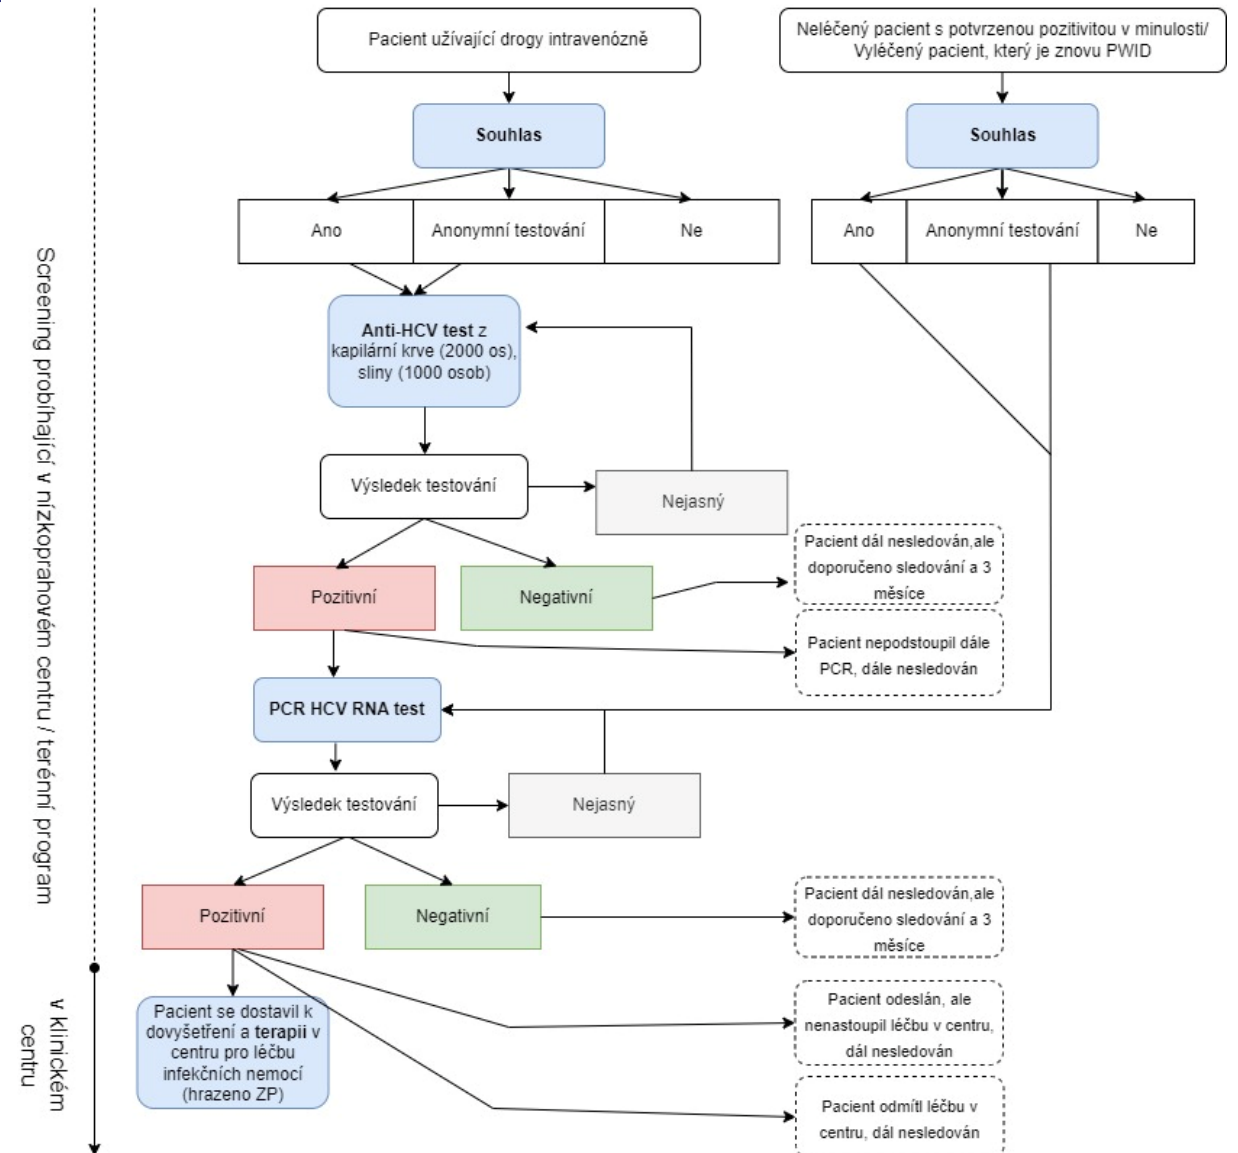 Pacient užívající drogy intravenózně
Neléčený pacient s potvrzenou pozitivitou v minulosti/
Vyléčený pacient, který je znovu PWID
Souhlas
Souhlas
Ano
Anonymní testování
Ne
Ano
Anonymní testování
Ne
Anti-HCV test z
kapilární krve (2000 os),
sliny (1000 osob)
Výsledek testování
Nejasný
Pozitivní
Negativní
Pacient dál nesledován,ale
doporučeno sledování a 3
měsíce
Pacient nepodstoupil dále
PCR, dále nesledován
PCR HCV RNA test
Výsledek testování
Nejasný
Pozitivní
Negativní
Pacient dál nesledován,ale
doporučeno sledování a 3
měsíce
Pacient se dostavil k
dovyšetření a terapii v
centru pro léčbu
infekčních nemocí
(hrazeno ZP)
Pacient odeslán, ale
nenastoupil léčbu v centru,
dál nesledován
Pacient odmítl léčbu v
centru, dál nesledován
Screening probíhající v nízkoprahovém centru / terénní program
v klinickém
centru